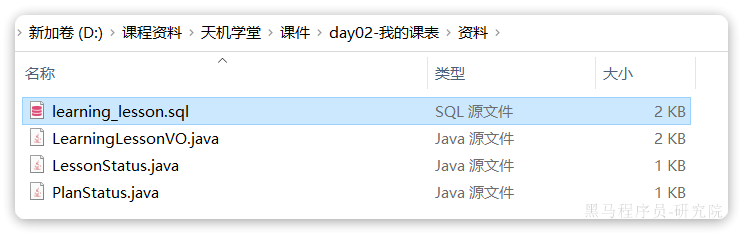 新加卷 (D:) > 课程资料 > 天机学堂 > 课件 > day02-我的课表 > 资料 >
名称 类型 大小
learning_lesson.sql SQL 源文件 2 KB
LearningLessonVO.java Java 源文件 2 KB
LessonStatus.java Java 源文件 1 KB
PlanStatus.java Java 源文件 1 KB
黑马程序员-研究院